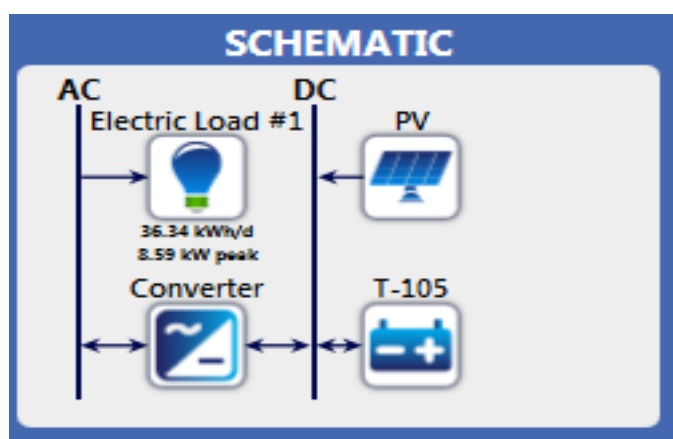 SCHEMATIC
AC DC
Electric Load #1 PV
36.34 kWh/d
8.59 kW peak
Converter T-105